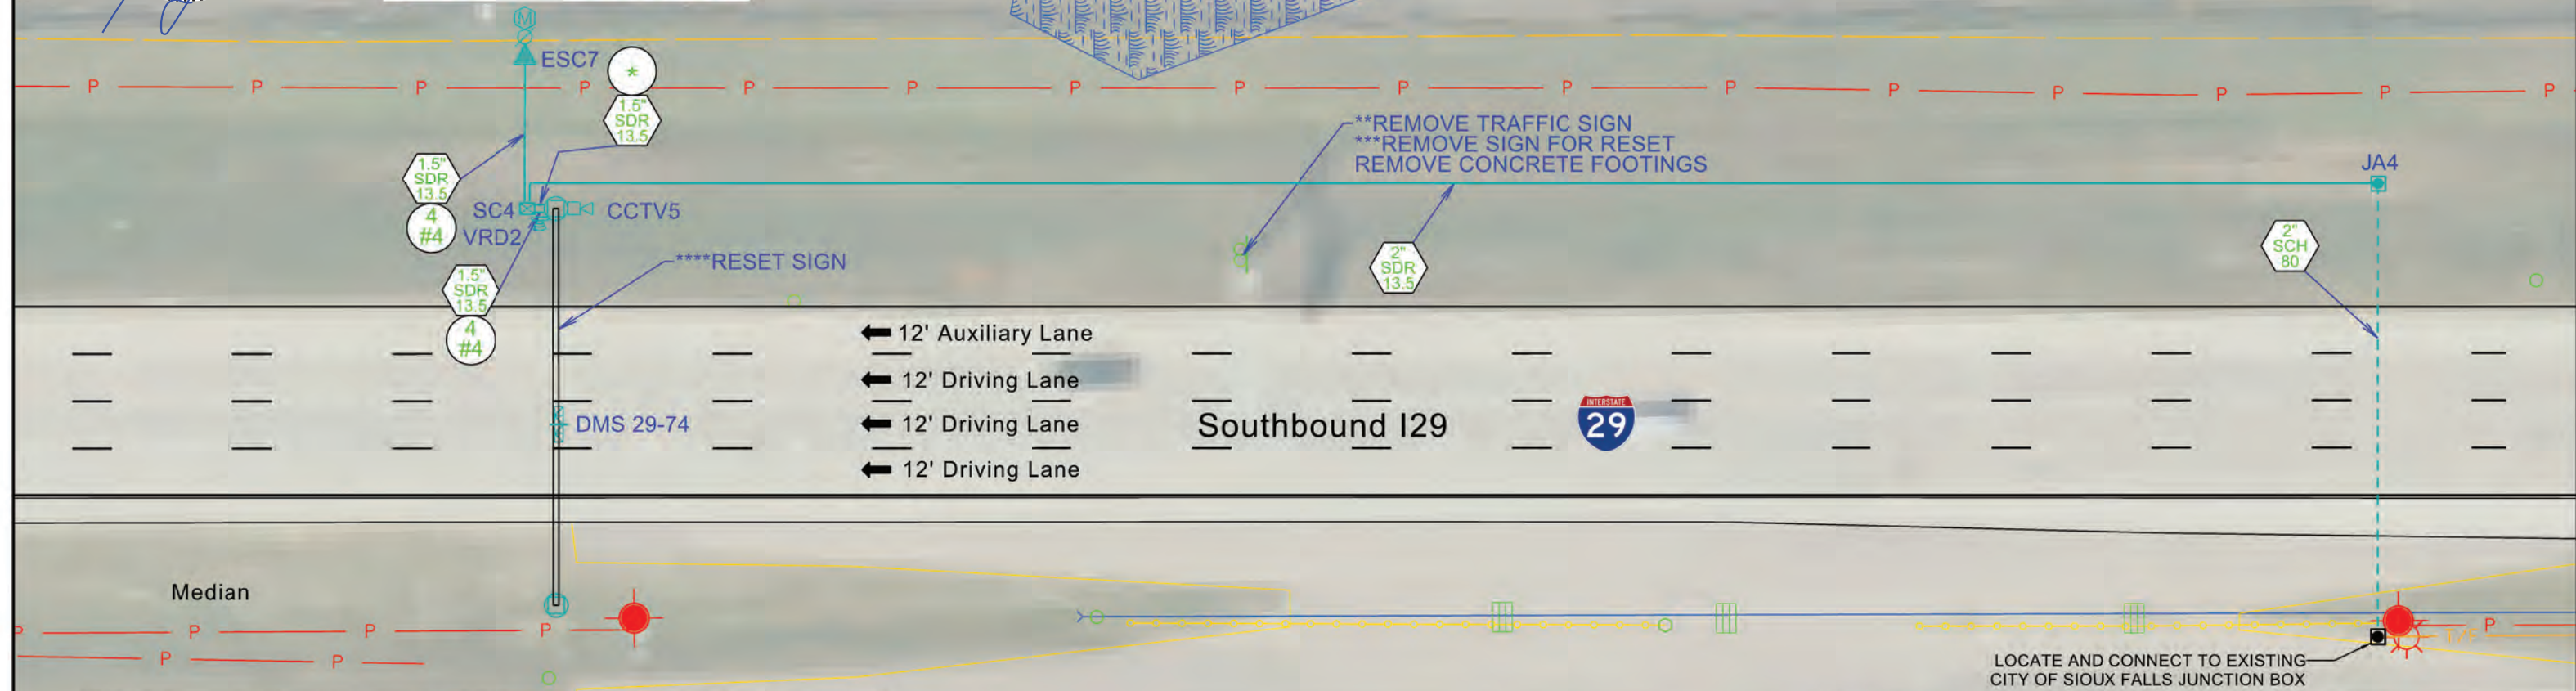 M
ESC7
*
1.5"
SDR
13.5
P P P P P P P P P P P P P P P P
**REMOVE TRAFFIC SIGN
***REMOVE SIGN FOR RESET
REMOVE CONCRETE FOOTINGS
JA4
1.5"
SDR
13.5
4
#4
SC4
CCTV5
VRD2
****RESET SIGN
2"
SDR
13.5
2"
SCH
80
1.5"
SDR
13.5
4
#4
12' Auxiliary Lane
12' Driving Lane
12' Driving Lane
12' Driving Lane
DMS 29-74
Southbound I29
INTERSTATE
29
Median
P P P P
P P
P
LOCATE AND CONNECT TO EXISTING
CITY OF SIOUX FALLS JUNCTION BOX